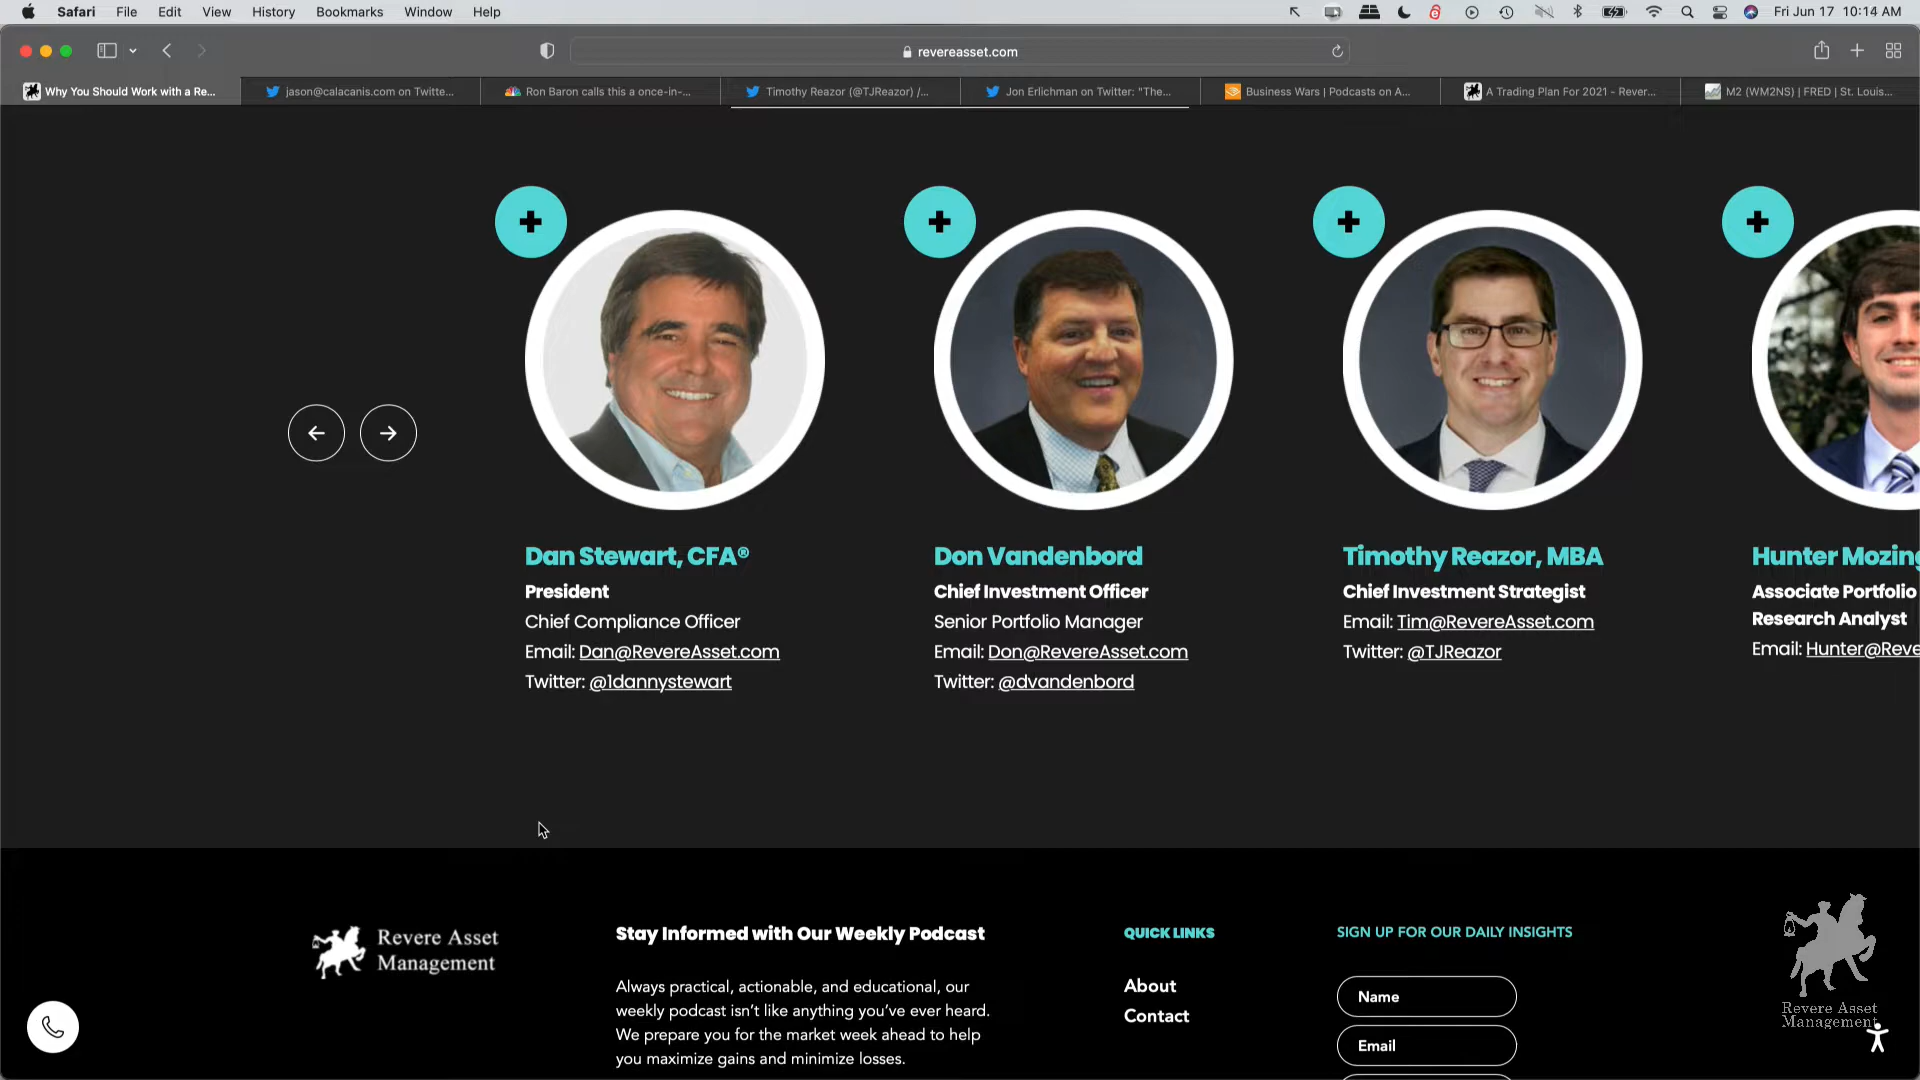 Safari File Edit View History Bookmarks Window Help Fri Jun 17 10:14 AM
revereasset.com
Why You Should Work with a Re... jason@calacanis.com on Twitte... Ron Baron calls this a once-in-... Timothy Reazor (@TJReazor) /... Jon Erlichman on Twitter: "The... Business Wars | Podcasts on A... A Trading Plan For 2021 - Rever... M2 (WM2NS) | FRED | St. Louis...
Dan Stewart, CFA®
President
Chief Compliance Officer
Email: Dan@RevereAsset.com
Twitter: @1dannystewart
Don Vandenbord
Chief Investment Officer
Senior Portfolio Manager
Email: Don@RevereAsset.com
Twitter: @dvandenbord
Timothy Reazor, MBA
Chief Investment Strategist
Email: Tim@RevereAsset.com
Twitter: @TJReazor
Hunter Mozing
Associate Portfolio
Research Analyst
Email: Hunter@Reve
Revere Asset
Management
Stay Informed with Our Weekly Podcast
Always practical, actionable, and educational, our
weekly podcast isn't like anything you've ever heard.
We prepare you for the market week ahead to help
you maximize gains and minimize losses.
QUICK LINKS
About
Contact
SIGN UP FOR OUR DAILY INSIGHTS
Name
Email
Revere Asset
Management